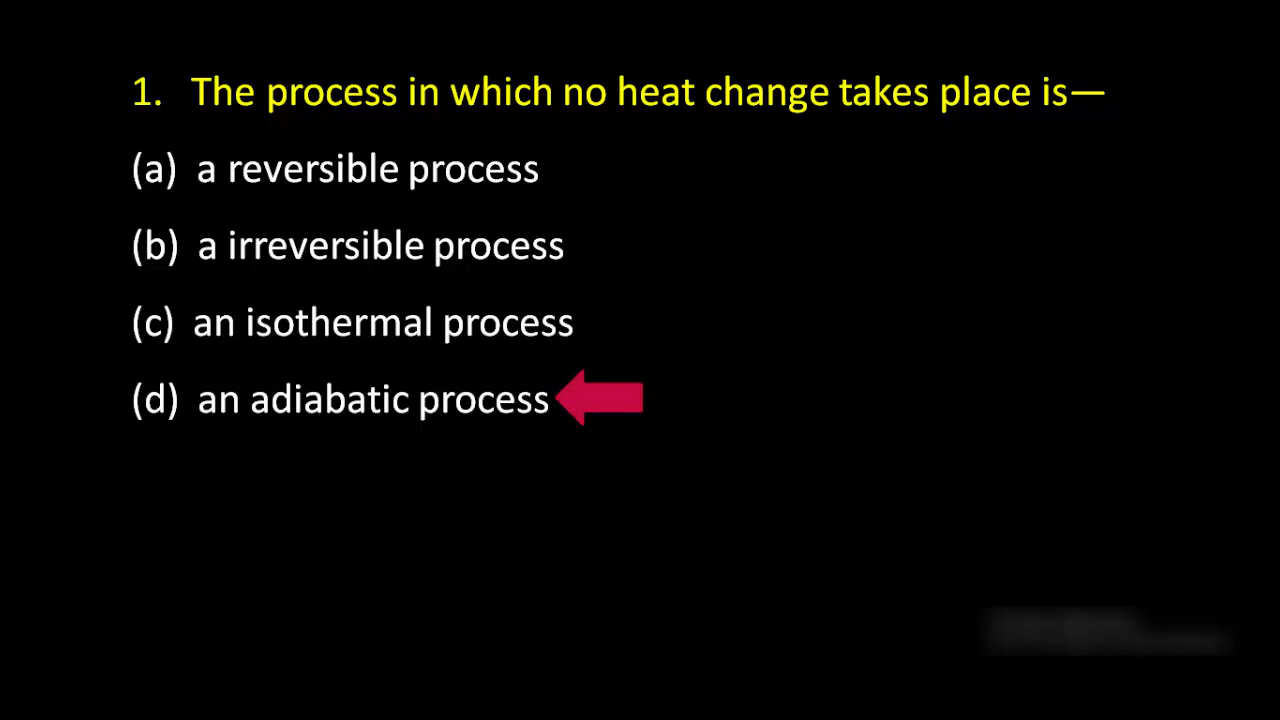 1. The process in which no heat change takes place is—
(a) a reversible process
(b) a irreversible process
(c) an isothermal process
(d) an adiabatic process